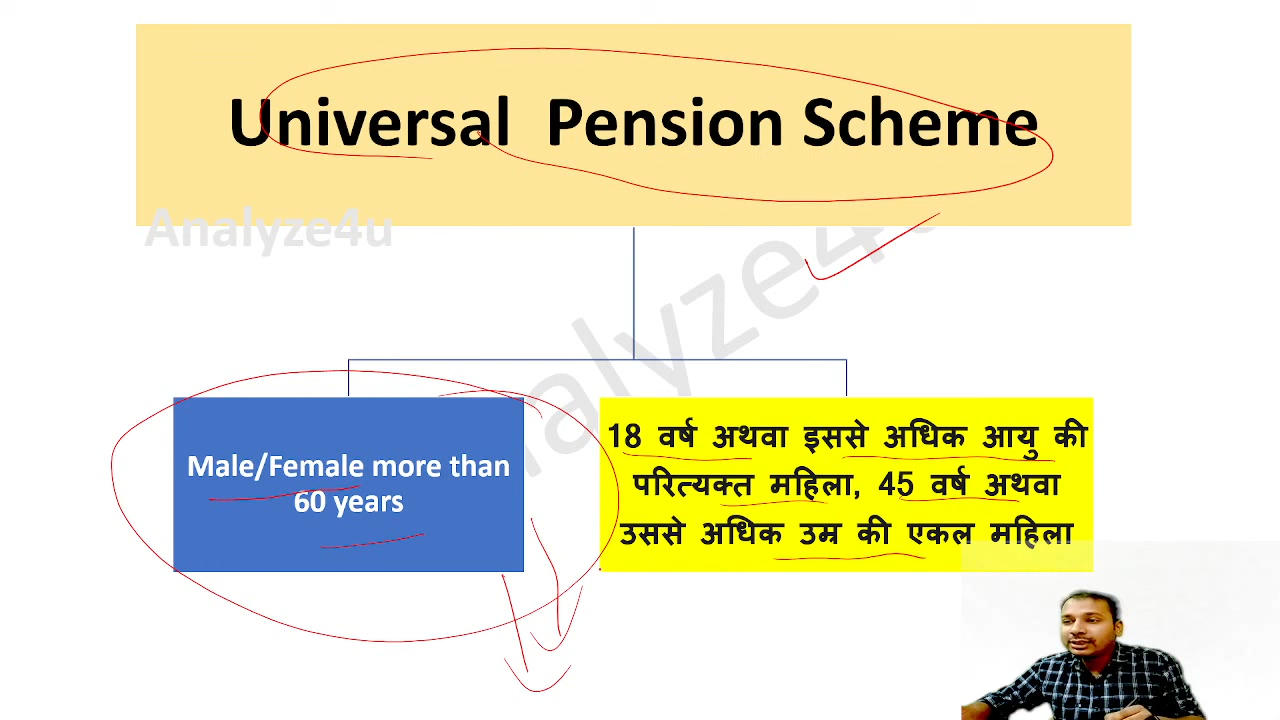 Universal Pension Scheme
Analyze4u
Male/Female more than
60 years
18 वर्ष अथवा इससे अधिक आयु की
परित्यक्त महिला, 45 वर्ष अथवा
उससे अधिक उम्र की एकल महिला